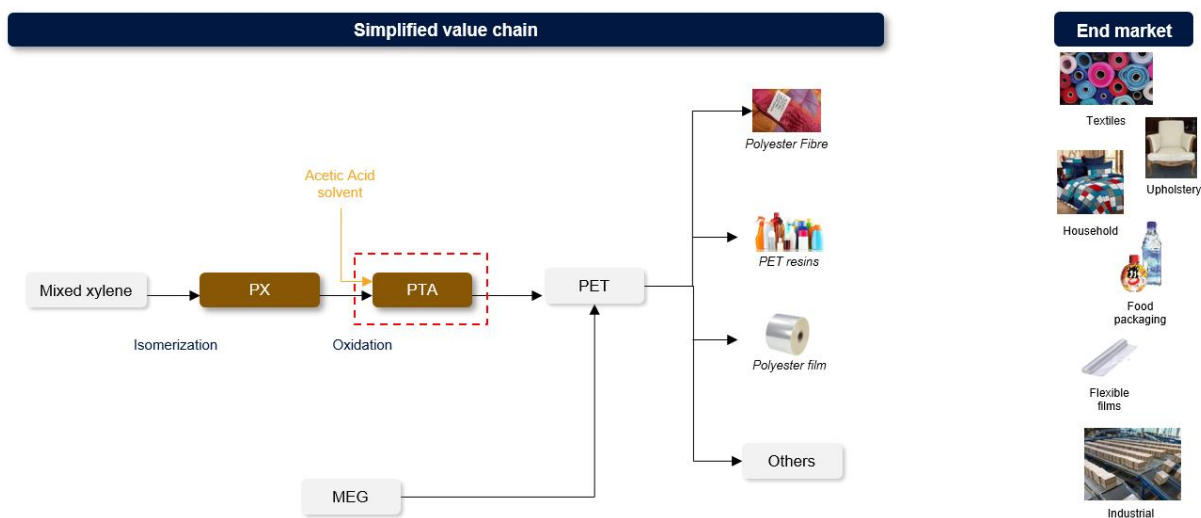 Simplified value chain
End market
Textiles
Upholstery
Household
Food
packaging
Flexible
films
Industrial
Polyester Fibre
PET resins
Polyester film
Others
Acetic Acid
solvent
Mixed xylene
PX
PTA
PET
Isomerization
Oxidation
MEG